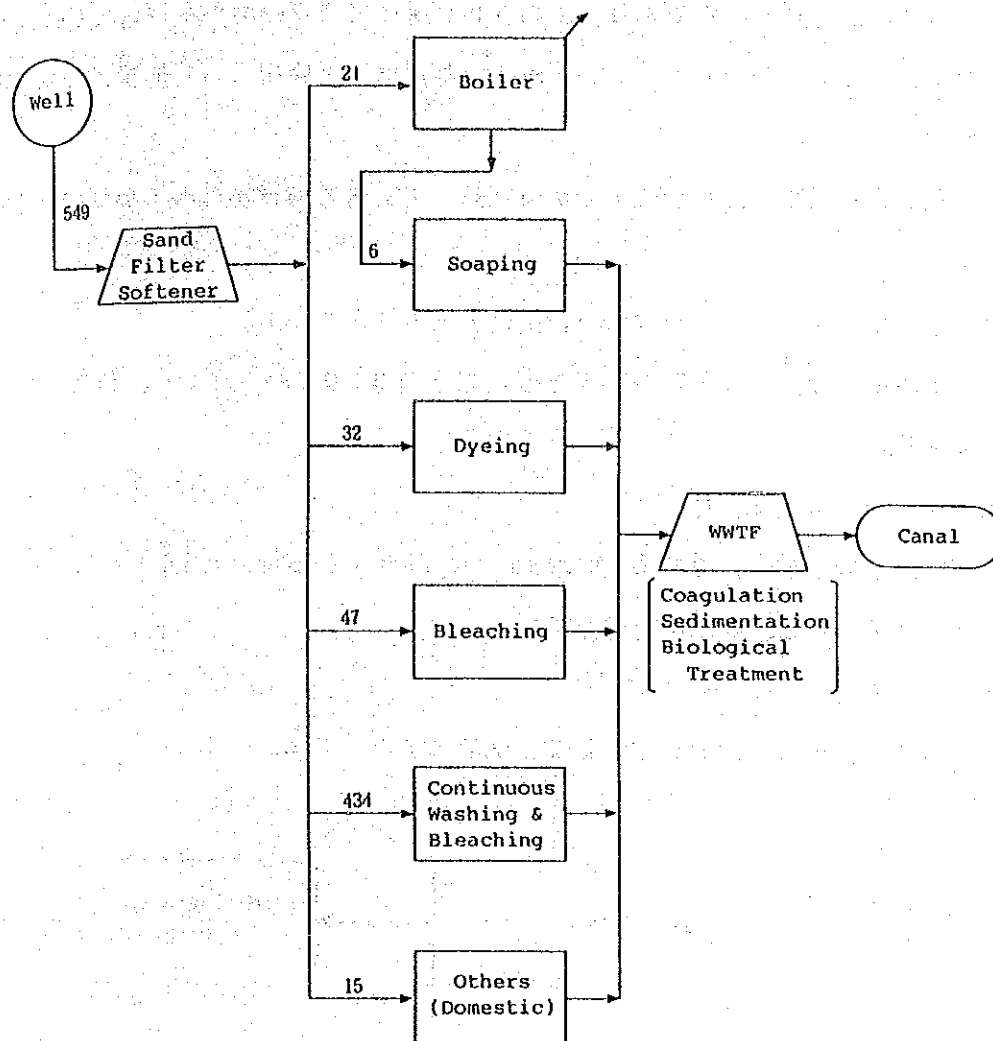 Well
549
Sand
Filter
Softener
21
Boiler
6
Soaping
32
Dyeing
47
Bleaching
434
Continuous
Washing &
Bleaching
15
Others
(Domestic)
WWTF
Coagulation
Sedimentation
Biological
Treatment
Canal